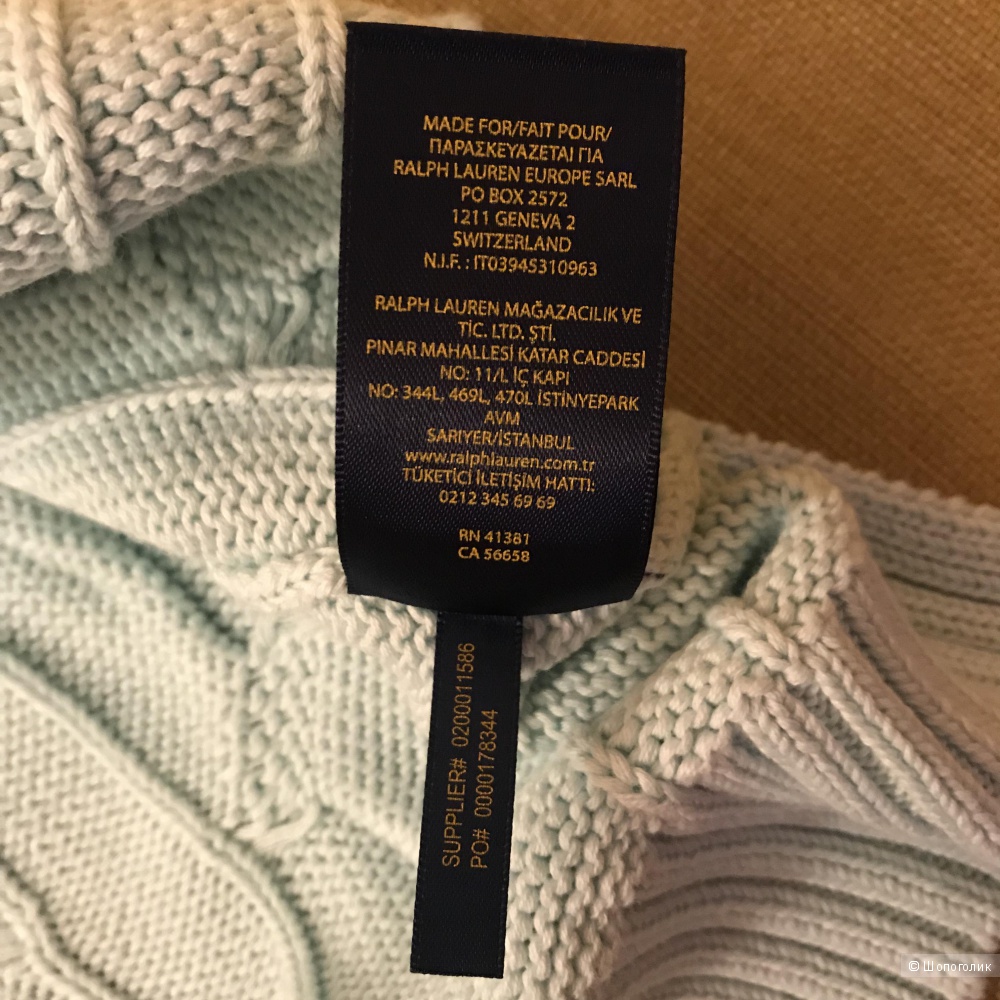 MADE FOR/FAIT POUR/
ΠΑΡΑΣΚΕΥΑΖΕΤΑΙ ΓΙΑ
RALPH LAUREN EUROPE SARL
PO BOX 2572
1211 GENEVA 2
SWITZERLAND
N.I.F. : IT03945310963
RALPH LAUREN MAĞAZACILIK VE
TİC. LTD. ŞTİ.
PINAR MAHALLESİ KATAR CADDESİ
NO: 11/L İÇ KAPI
NO: 344L, 469L, 470L İSTİNYEPARK
AVM
SARIYER/İSTANBUL
www.ralphlauren.com.tr
TÜKETİCİ İLETİŞİM HATTI:
0212 345 69 69
RN 41381
CA 56658
SUPPLIER# 0200011586
PO# 0000178344
© Шопоголик